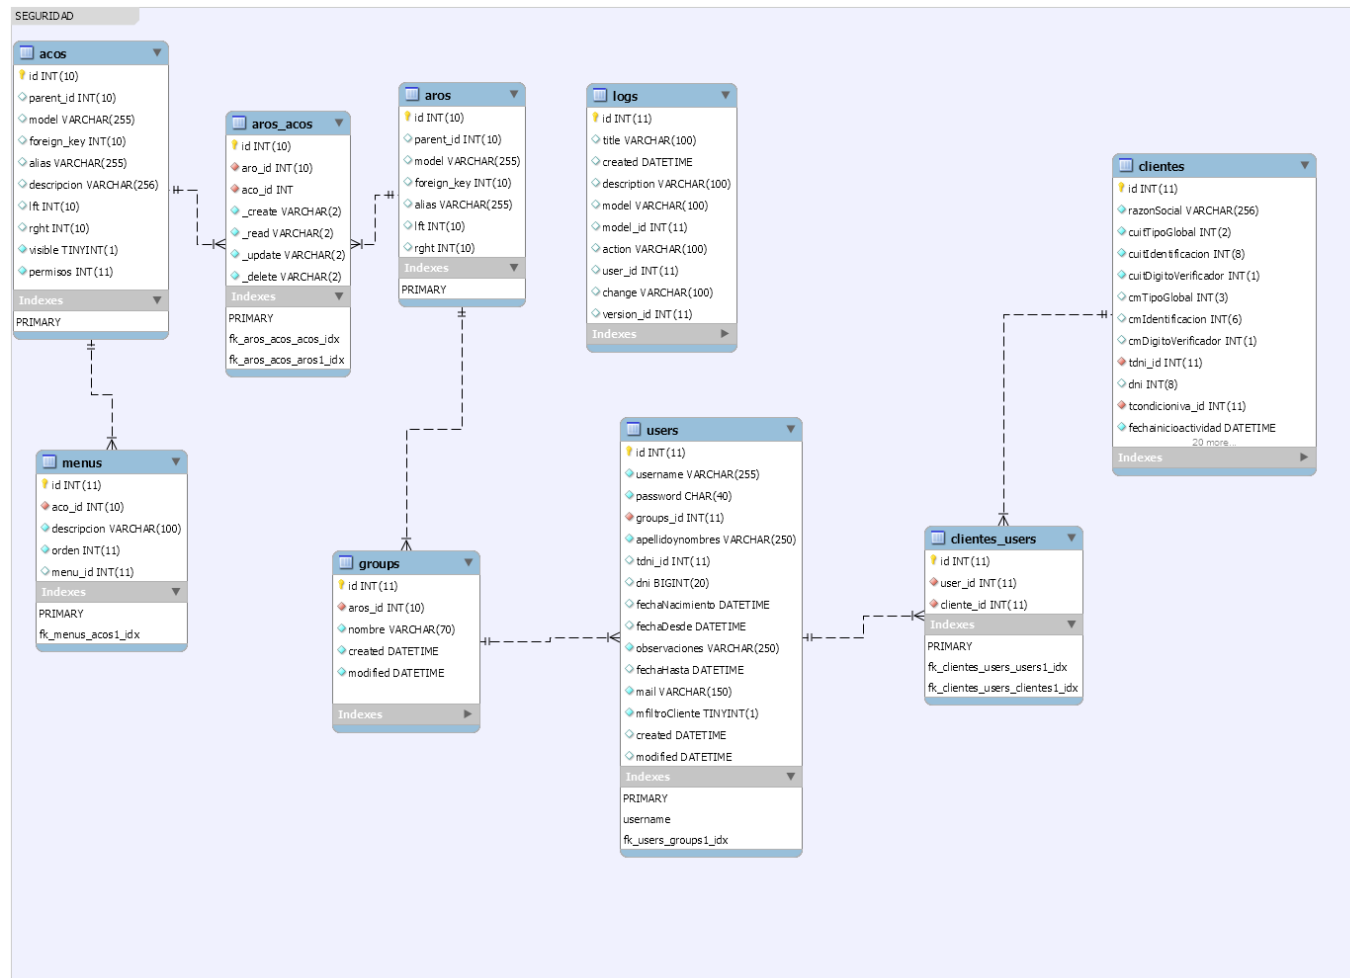 SEGURIDAD
acos
id INT(10)
parent_id INT(10)
model VARCHAR(255)
foreign_key INT(10)
alias VARCHAR(255)
descripcion VARCHAR(256)
lft INT(10)
rght INT(10)
visible TINYINT(1)
permisos INT(11)
Indexes
PRIMARY
aros_acos
id INT(10)
aro_id INT(10)
aco_id INT
_create VARCHAR(2)
_read VARCHAR(2)
_update VARCHAR(2)
_delete VARCHAR(2)
Indexes
PRIMARY
fk_aros_acos_acos_idx
fk_aros_acos_aros1_idx
aros
id INT(10)
parent_id INT(10)
model VARCHAR(255)
foreign_key INT(10)
alias VARCHAR(255)
lft INT(10)
rght INT(10)
Indexes
PRIMARY
logs
id INT(11)
title VARCHAR(100)
created DATETIME
description VARCHAR(100)
model VARCHAR(100)
model_id INT(11)
action VARCHAR(100)
user_id INT(11)
change VARCHAR(100)
version_id INT(11)
Indexes
clientes
id INT(11)
razonSocial VARCHAR(256)
cuitTipoGlobal INT(2)
cuitIdentificacion INT(8)
cuitDigitoVerificador INT(1)
cmTipoGlobal INT(3)
cmIdentificacion INT(6)
cmDigitoVerificador INT(1)
tdni_id INT(11)
dni INT(8)
tcondicioniva_id INT(11)
fechainicioactividad DATETIME
20 more...
Indexes
menus
id INT(11)
aco_id INT(10)
descripcion VARCHAR(100)
orden INT(11)
menu_id INT(11)
Indexes
PRIMARY
fk_menus_acos1_idx
groups
id INT(11)
aros_id INT(10)
nombre VARCHAR(70)
created DATETIME
modified DATETIME
Indexes
users
id INT(11)
username VARCHAR(255)
password CHAR(40)
groups_id INT(11)
apellidoynombres VARCHAR(250)
tdni_id INT(11)
dni BIGINT(20)
fechaNacimiento DATETIME
fechaDesde DATETIME
observaciones VARCHAR(250)
fechaHasta DATETIME
mail VARCHAR(150)
mfiltroCliente TINYINT(1)
created DATETIME
modified DATETIME
Indexes
PRIMARY
username
fk_users_groups1_idx
clientes_users
id INT(11)
user_id INT(11)
cliente_id INT(11)
Indexes
PRIMARY
fk_clientes_users_users1_idx
fk_clientes_users_clientes1_idx